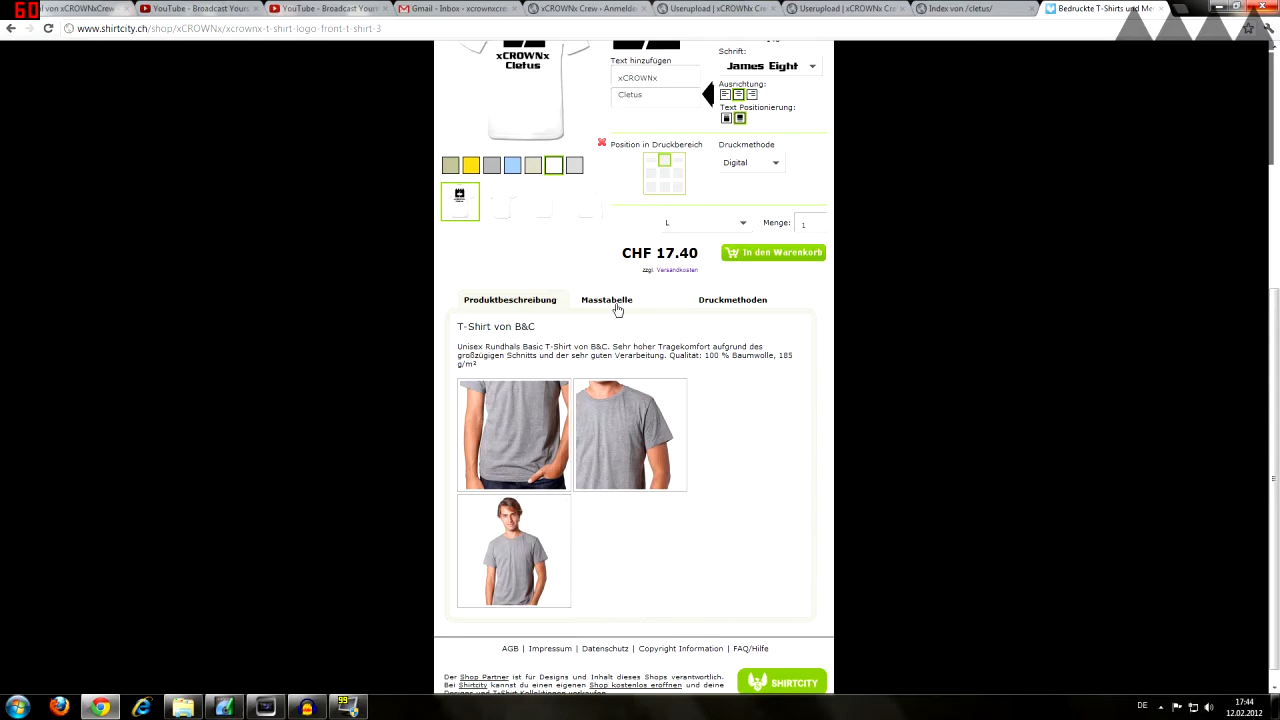 60
l von xCROWNxCrew
YouTube - Broadcast Yours
YouTube - Broadcast Yours
Gmail - Inbox - xcrownxcre
xCROWNx Crew › Anmelde
Userupload | xCROWNx Cre
Userupload | xCROWNx Cre
Index von /cletus/
Bedruckte T-Shirts und Me
www.shirtcity.ch/shop/xCROWNx/xcrownx-t-shirt-logo-front-t-shirt-3
xCROWNx
Cletus
Text hinzufügen
xCROWNx
Cletus
Schrift:
James Eight
Ausrichtung:
Text Positionierung:
Position in Druckbereich
Druckmethode
Digital
L
Menge:
1
CHF 17.40
In den Warenkorb
zzgl. Versandkosten
Produktbeschreibung
Masstabelle
Druckmethoden
T-Shirt von B&C
Unisex Rundhals Basic T-Shirt von B&C. Sehr hoher Tragekomfort aufgrund des
großzügigen Schnitts und der sehr guten Verarbeitung. Qualität: 100 % Baumwolle, 185
g/m²
AGB | Impressum | Datenschutz | Copyright Information | FAQ/Hilfe
Der Shop Partner ist für Designs und Inhalt dieses Shops verantwortlich.
Bei Shirtcity kannst du einen eigenen Shop kostenlos eröffnen und deine
Designs und T-Shirt Kollektionen verkaufen
SHIRTCITY
99
DE
17:44
12.02.2012